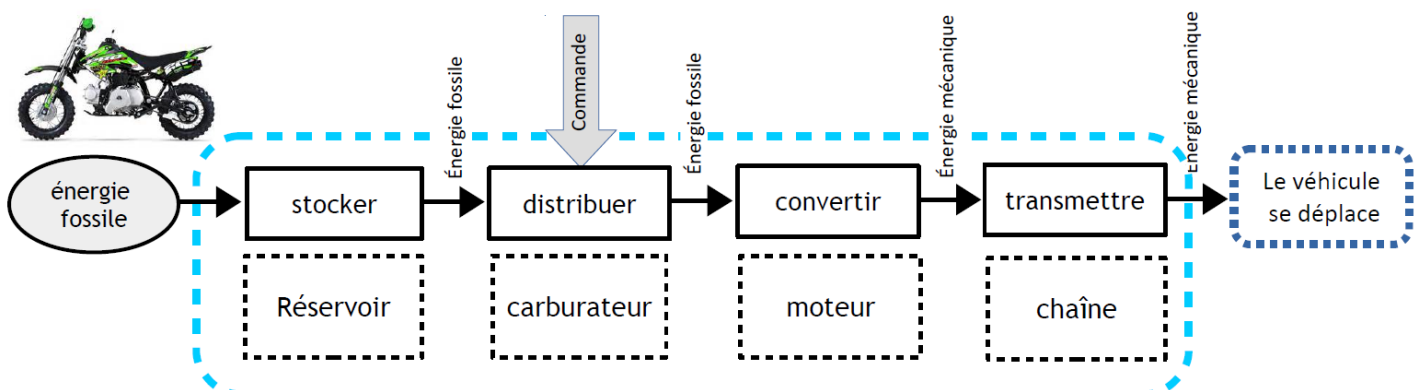 Commande
Énergie fossile
Énergie fossile
Énergie mécanique
Énergie mécanique
énergie
fossile
stocker
distribuer
convertir
transmettre
Le véhicule
se déplace
Réservoir
carburateur
moteur
chaîne